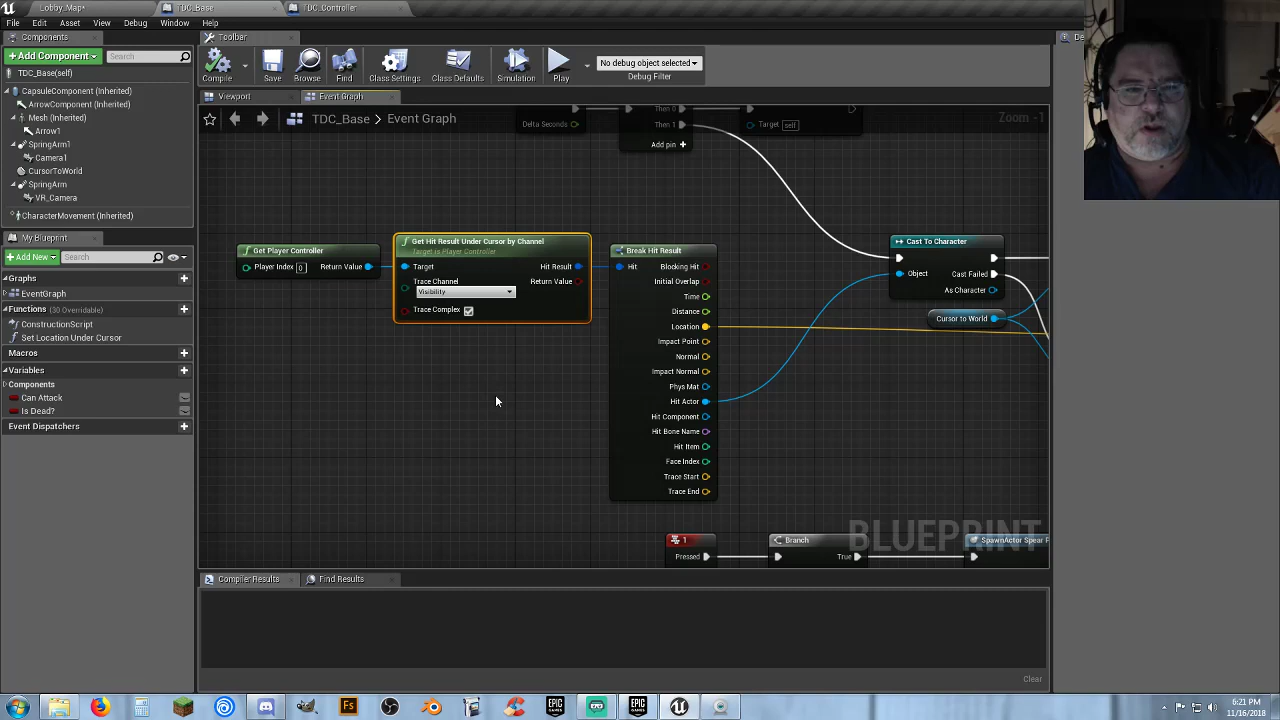 Lobby_Map*
TDC_Base
TDC_Controller
File
Edit
Asset
View
Debug
Window
Help
Components
Toolbar
+ Add Component
Search
Compile
Save
Browse
Find
Class Settings
Class Defaults
Simulation
Play
No debug object selected
Debug Filter
TDC_Base(self)
CapsuleComponent (Inherited)
ArrowComponent (Inherited)
Mesh (Inherited)
Arrow1
SpringArm1
Camera1
CursorToWorld
SpringArm
VR_Camera
CharacterMovement (Inherited)
My Blueprint
+ Add New
Search
Graphs
EventGraph
Functions (30 Overridable)
ConstructionScript
Set Location Under Cursor
Macros
Variables
Components
Can Attack
Is Dead?
Event Dispatchers
Viewport
Event Graph
TDC_Base > Event Graph
Zoom -1
Delta Seconds
Then 0
Then 1
Add pin +
Target self
Get Player Controller
Player Index 0
Return Value
Get Hit Result Under Cursor by Channel
Target is Player Controller
Target
Hit Result
Trace Channel
Return Value
Visibility
Trace Complex
Break Hit Result
Hit
Blocking Hit
Initial Overlap
Time
Distance
Location
Impact Point
Normal
Impact Normal
Phys Mat
Hit Actor
Hit Component
Hit Bone Name
Hit Item
Face Index
Trace Start
Trace End
Cast To Character
Object
Cast Failed
As Character
Cursor to World
1
Pressed
Branch
True
SpawnActor Spear
BLUEPRINT
Compiler Results
Find Results
Clear
Fs
EPIC GAMES
EPIC GAMES
6:21 PM
11/16/2018